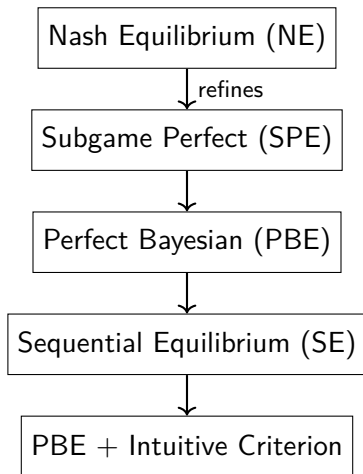 Nash Equilibrium (NE)
refines
Subgame Perfect (SPE)
Perfect Bayesian (PBE)
Sequential Equilibrium (SE)
PBE + Intuitive Criterion